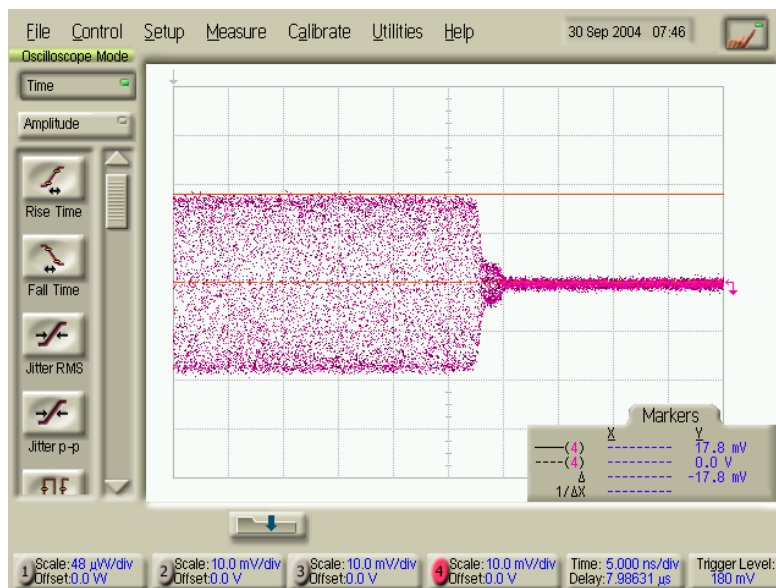 File Control Setup Measure Calibrate Utilities Help 30 Sep 2004 07:46
Oscilloscope Mode
Time
Amplitude
Rise Time
Fall Time
Jitter RMS
Jitter p-p
Markers
X Y
(4) --------- 17.8 mV
(4) --------- 0.0 V
Δ --------- -17.8 mV
1/ΔX ---------
1 Scale:48 µW/div 2 Scale:10.0 mV/div 3 Scale:10.0 mV/div 4 Scale:10.0 mV/div Time: 5.000 ns/div Trigger Level:
Offset:0.0 W Offset:0.0 V Offset:0.0 V Offset:0.0 V Delay:7.98631 µs 180 mV